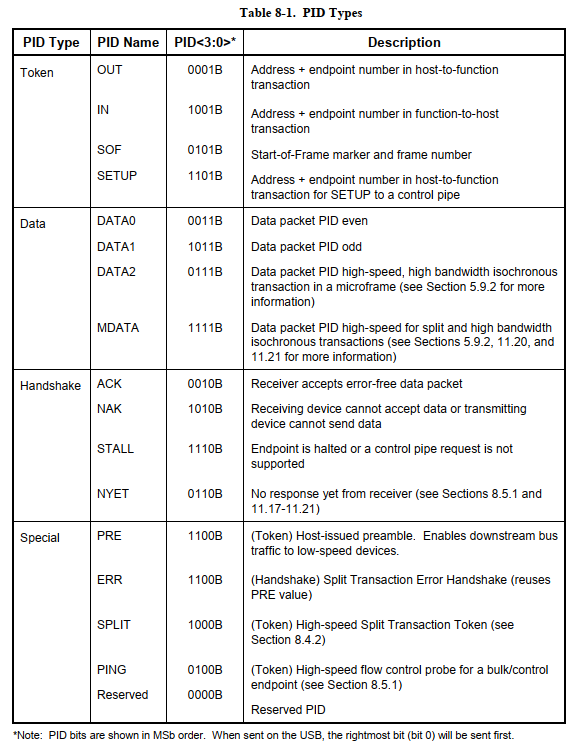 Table 8-1. PID Types
PID Type PID Name PID<3:0>* Description
Token OUT 0001B Address + endpoint number in host-to-function
transaction
IN 1001B Address + endpoint number in function-to-host
transaction
SOF 0101B Start-of-Frame marker and frame number
SETUP 1101B Address + endpoint number in host-to-function
transaction for SETUP to a control pipe
Data DATA0 0011B Data packet PID even
DATA1 1011B Data packet PID odd
DATA2 0111B Data packet PID high-speed, high bandwidth isochronous
transaction in a microframe (see Section 5.9.2 for more
information)
MDATA 1111B Data packet PID high-speed for split and high bandwidth
isochronous transactions (see Sections 5.9.2, 11.20, and
11.21 for more information)
Handshake ACK 0010B Receiver accepts error-free data packet
NAK 1010B Receiving device cannot accept data or transmitting
device cannot send data
STALL 1110B Endpoint is halted or a control pipe request is not
supported
NYET 0110B No response yet from receiver (see Sections 8.5.1 and
11.17-11.21)
Special PRE 1100B (Token) Host-issued preamble. Enables downstream bus
traffic to low-speed devices.
ERR 1100B (Handshake) Split Transaction Error Handshake (reuses
PRE value)
SPLIT 1000B (Token) High-speed Split Transaction Token (see
Section 8.4.2)
PING 0100B (Token) High-speed flow control probe for a bulk/control
endpoint (see Section 8.5.1)
Reserved 0000B
Reserved PID
*Note: PID bits are shown in MSb order. When sent on the USB, the rightmost bit (bit 0) will be sent first.